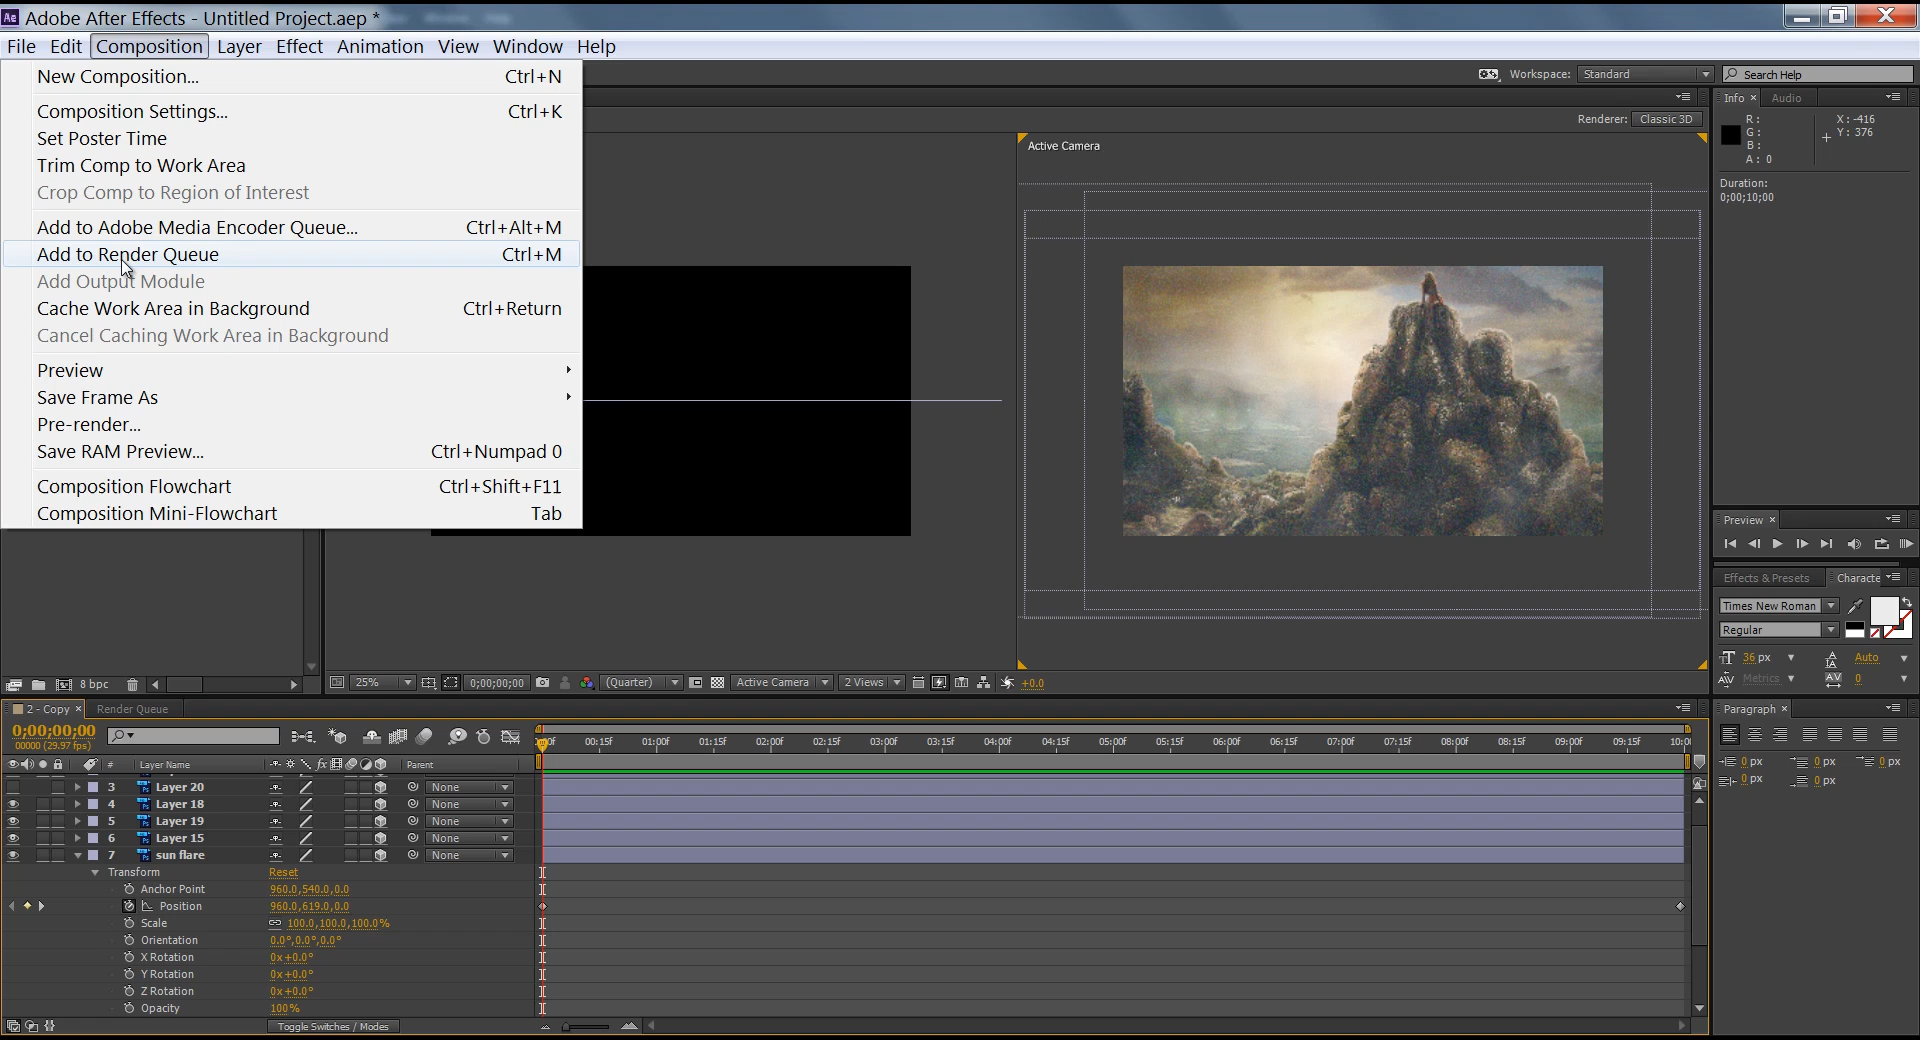 Ae Adobe After Effects - Untitled Project.aep *
File Edit Composition Layer Effect Animation View Window Help
New Composition... Ctrl+N
Composition Settings... Ctrl+K
Set Poster Time
Trim Comp to Work Area
Crop Comp to Region of Interest
Add to Adobe Media Encoder Queue... Ctrl+Alt+M
Add to Render Queue Ctrl+M
Add Output Module
Cache Work Area in Background Ctrl+Return
Cancel Caching Work Area in Background
Preview
Save Frame As
Pre-render...
Save RAM Preview... Ctrl+Numpad 0
Composition Flowchart Ctrl+Shift+F11
Composition Mini-Flowchart Tab
Workspace: Standard Search Help
Renderer: Classic 3D
Active Camera
Info Audio
R: X: -416
G: Y: 376
B:
A: 0
Duration:
0;00;10;00
Preview
Effects & Presets Characte
Times New Roman
Regular
36 px Auto
Metrics 0
8 bpc
25% 0;00;00;00 (Quarter) Active Camera 2 Views +0.0
2 - Copy Render Queue
0;00;00;00
00000 (29.97 fps)
00:15f 01:00f 01:15f 02:00f 02:15f 03:00f 03:15f 04:00f 04:15f 05:00f 05:15f 06:00f 06:15f 07:00f 07:15f 08:00f 08:15f 09:00f 09:15f 10:0
# Layer Name fx Parent
3 Layer 20 None
4 Layer 18 None
5 Layer 19 None
6 Layer 15 None
7 sun flare None
Transform Reset
Anchor Point 960.0,540.0,0.0
Position 960.0,619.0,0.0
Scale 100.0,100.0,100.0%
Orientation 0.0°,0.0°,0.0°
X Rotation 0x+0.0°
Y Rotation 0x+0.0°
Z Rotation 0x+0.0°
Opacity 100%
Toggle Switches / Modes
Paragraph
0 px 0 px 0 px
0 px 0 px